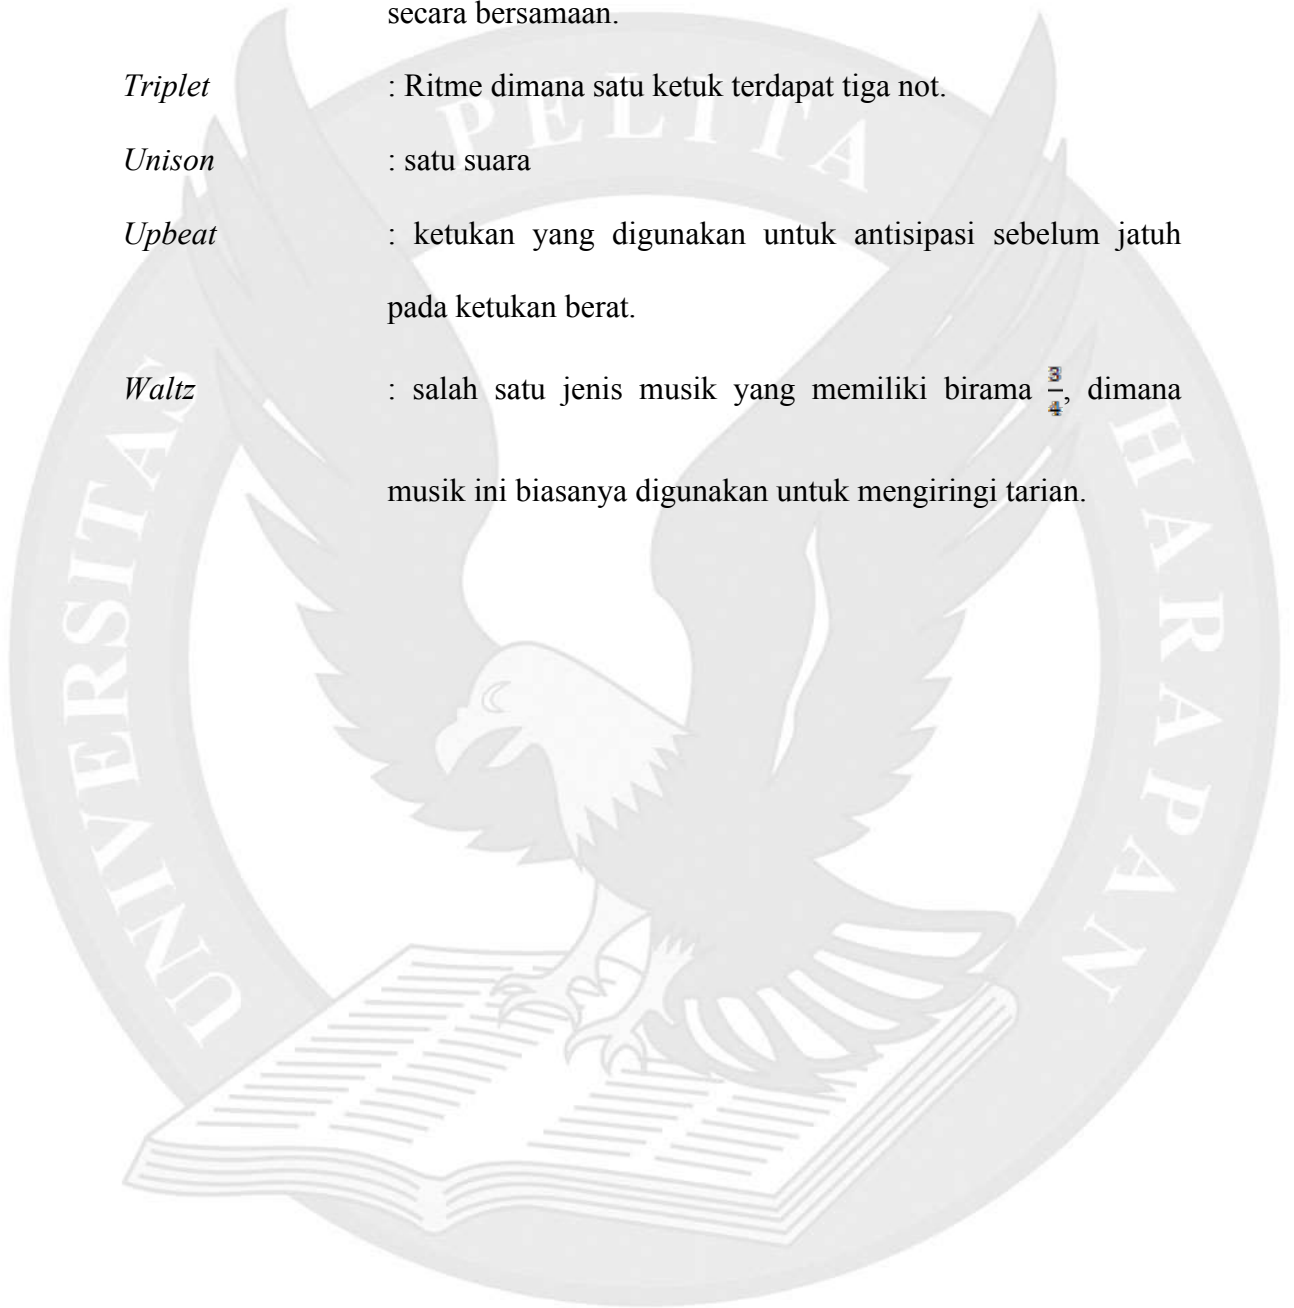 secara bersamaan.
Triplet : Ritme dimana satu ketuk terdapat tiga not.
Unison : satu suara
Upbeat : ketukan yang digunakan untuk antisipasi sebelum jatuh
pada ketukan berat.
Waltz : salah satu jenis musik yang memiliki birama 3/4, dimana
musik ini biasanya digunakan untuk mengiringi tarian.
UNIVERSITAS PELITA HARAPAN